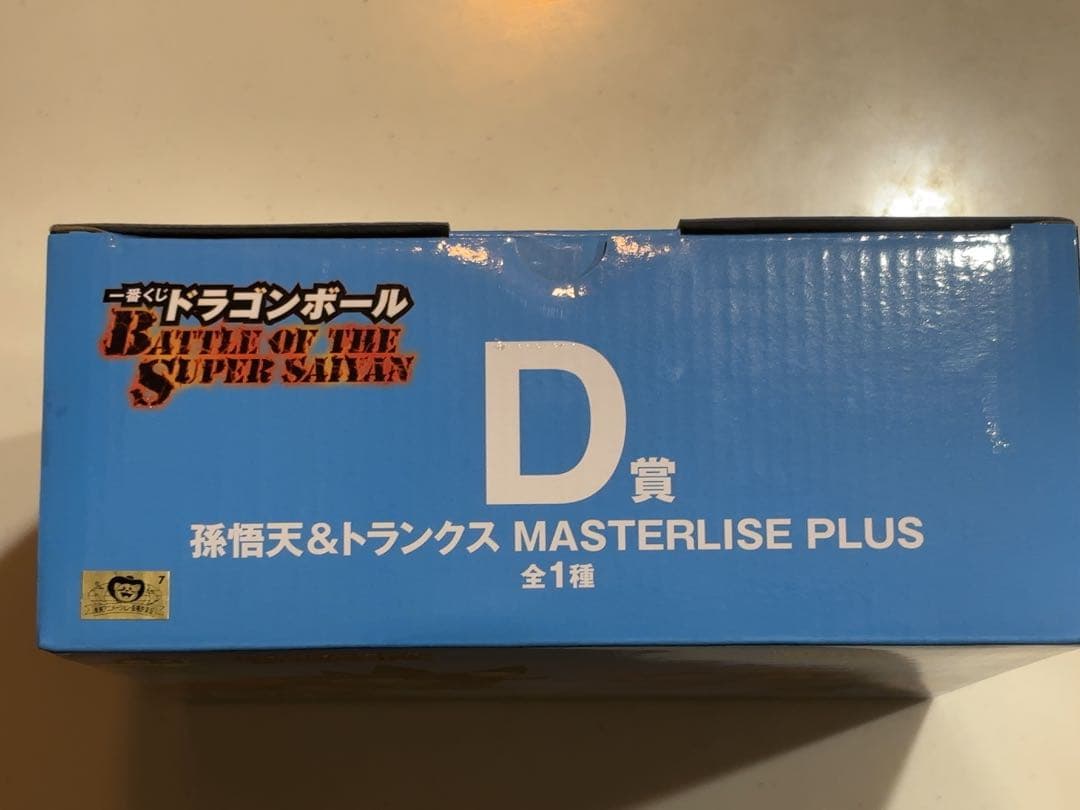 一番くじ ドラゴンボール
BATTLE OF THE
SUPER SAIYAN
D賞
孫悟天&トランクス MASTERLISE PLUS
全1種
7